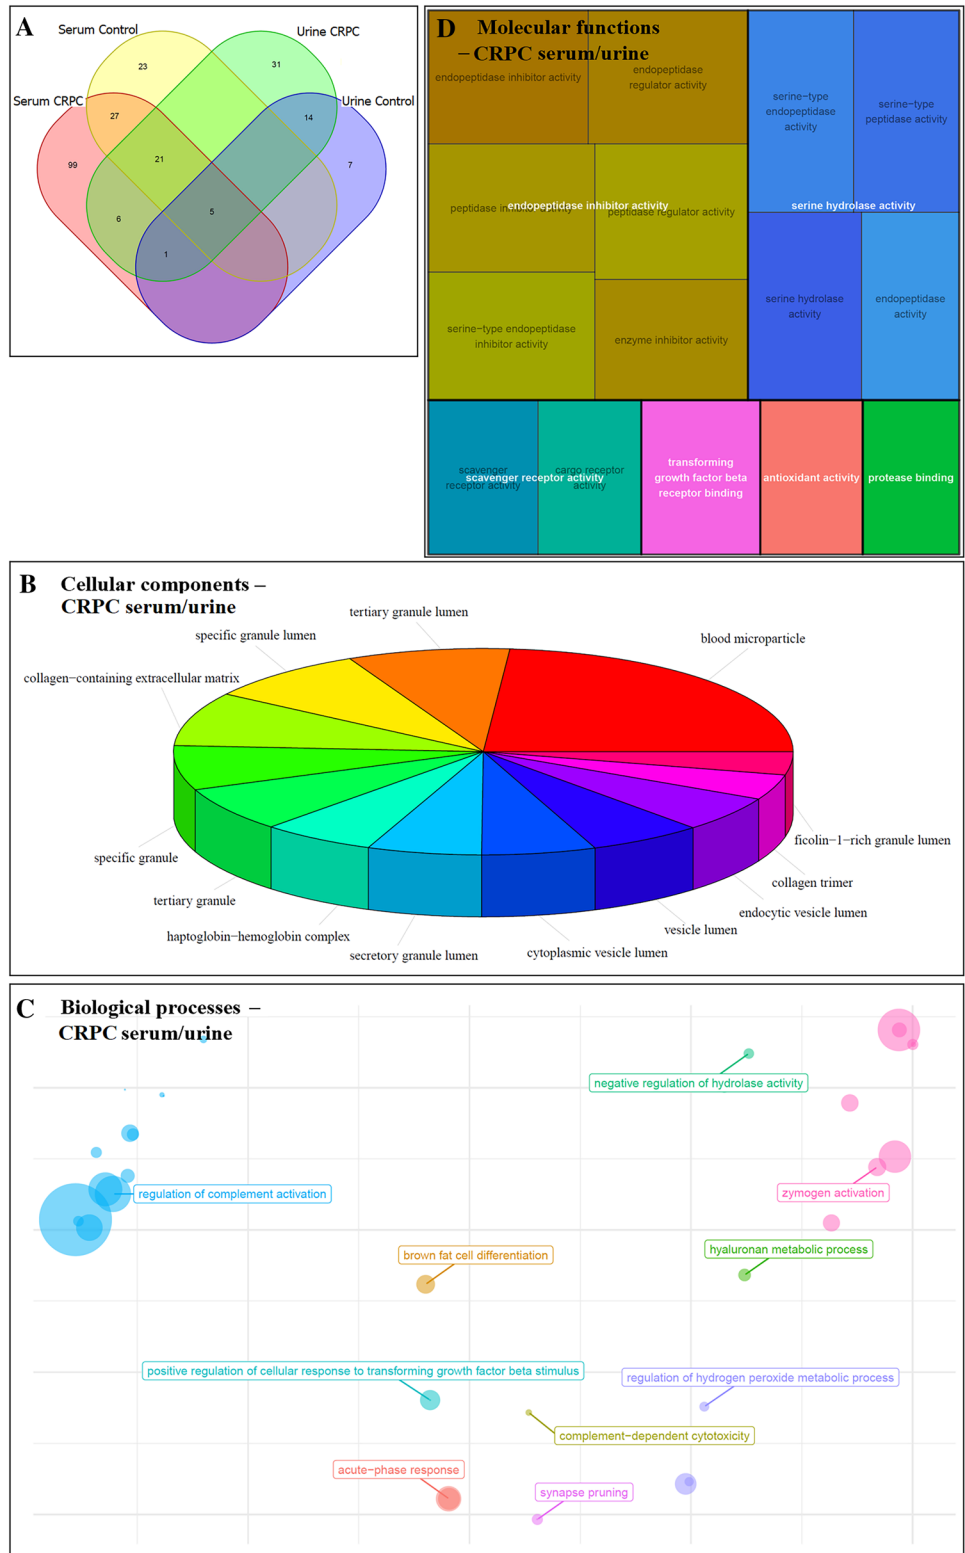 A
Serum Control
Urine CRPC
Serum CRPC
Urine Control
23
31
27
14
99
21
7
6
5
1
D
Molecular functions
– CRPC serum/urine
endopeptidase inhibitor activity
endopeptidase
regulator activity
serine−type
endopeptidase
activity
serine−type
peptidase activity
peptidase inhibitor activity
endopeptidase inhibitor activity
peptidase regulator activity
serine hydrolase activity
serine−type endopeptidase
inhibitor activity
enzyme inhibitor activity
serine hydrolase
activity
endopeptidase
activity
scavenger
receptor activity
scavenger receptor activity
cargo receptor
activity
transforming
growth factor beta
receptor binding
antioxidant activity
protease binding
B
Cellular components –
CRPC serum/urine
tertiary granule lumen
specific granule lumen
blood microparticle
collagen−containing extracellular matrix
ficolin−1−rich granule lumen
specific granule
collagen trimer
tertiary granule
endocytic vesicle lumen
vesicle lumen
haptoglobin−hemoglobin complex
cytoplasmic vesicle lumen
secretory granule lumen
C
Biological processes –
CRPC serum/urine
negative regulation of hydrolase activity
regulation of complement activation
zymogen activation
brown fat cell differentiation
hyaluronan metabolic process
positive regulation of cellular response to transforming growth factor beta stimulus
regulation of hydrogen peroxide metabolic process
complement−dependent cytotoxicity
acute−phase response
synapse pruning